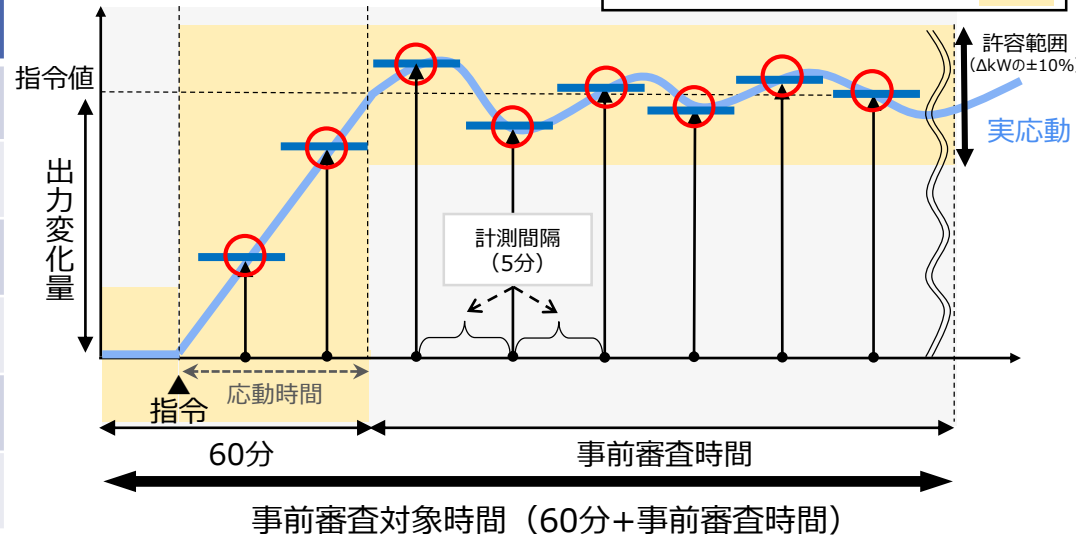 許容範囲
(ΔkWの±10%)
指令値
実応動
出力変化量
計測間隔
（5分）
応動時間
指令
60分
事前審査時間
事前審査対象時間（60分+事前審査時間）